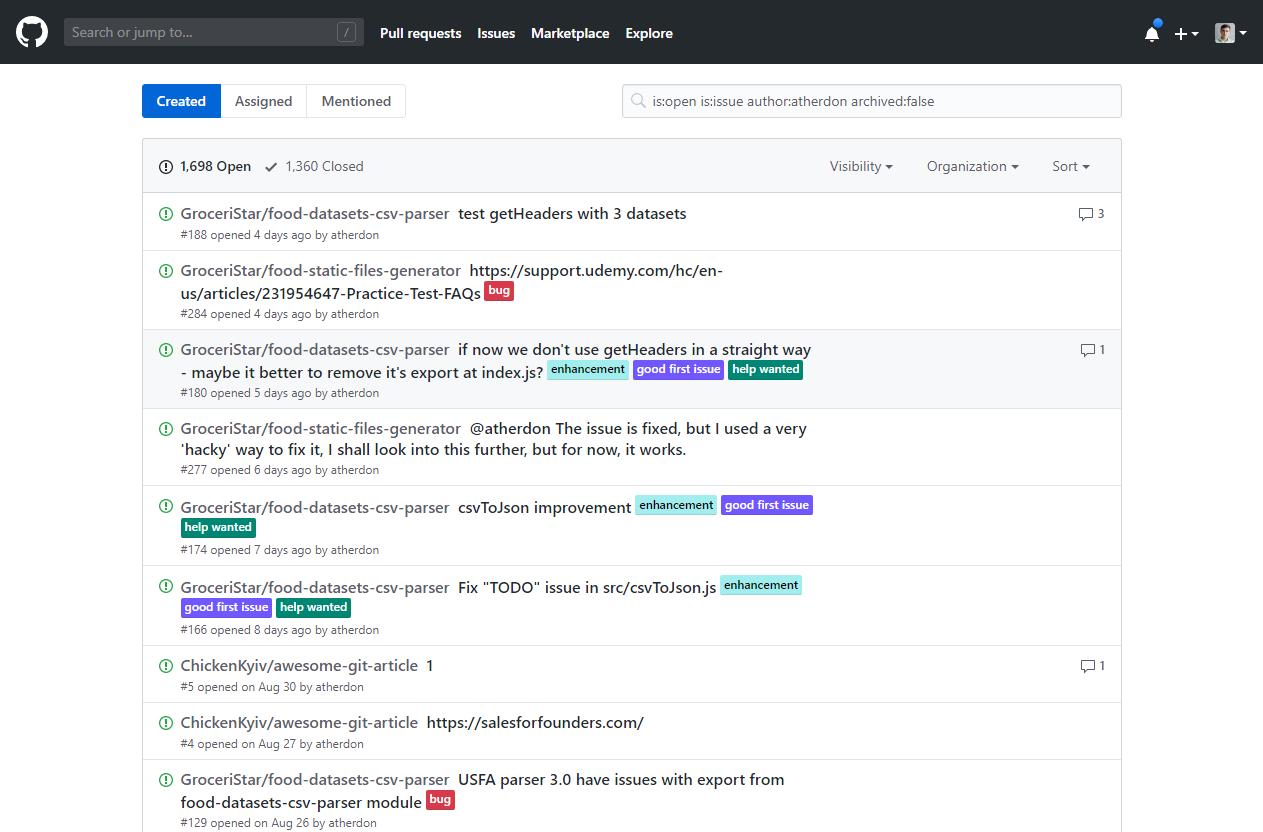 Search or jump to... /
Pull requests Issues Marketplace Explore
Created Assigned Mentioned
is:open is:issue author:atherdon archived:false
1,698 Open 1,360 Closed Visibility Organization Sort
GroceriStar/food-datasets-csv-parser test getHeaders with 3 datasets 3
#188 opened 4 days ago by atherdon
GroceriStar/food-static-files-generator https://support.udemy.com/hc/en-
us/articles/231954647-Practice-Test-FAQs bug
#284 opened 4 days ago by atherdon
GroceriStar/food-datasets-csv-parser if now we don't use getHeaders in a straight way 1
- maybe it better to remove it's export at index.js? enhancement good first issue help wanted
#180 opened 5 days ago by atherdon
GroceriStar/food-static-files-generator @atherdon The issue is fixed, but I used a very
'hacky' way to fix it, I shall look into this further, but for now, it works.
#277 opened 6 days ago by atherdon
GroceriStar/food-datasets-csv-parser csvToJson improvement enhancement good first issue
help wanted
#174 opened 7 days ago by atherdon
GroceriStar/food-datasets-csv-parser Fix "TODO" issue in src/csvToJson.js enhancement
good first issue help wanted
#166 opened 8 days ago by atherdon
ChickenKyiv/awesome-git-article 1 1
#5 opened on Aug 30 by atherdon
ChickenKyiv/awesome-git-article https://salesforfounders.com/
#4 opened on Aug 27 by atherdon
GroceriStar/food-datasets-csv-parser USFA parser 3.0 have issues with export from
food-datasets-csv-parser module bug
#129 opened on Aug 26 by atherdon